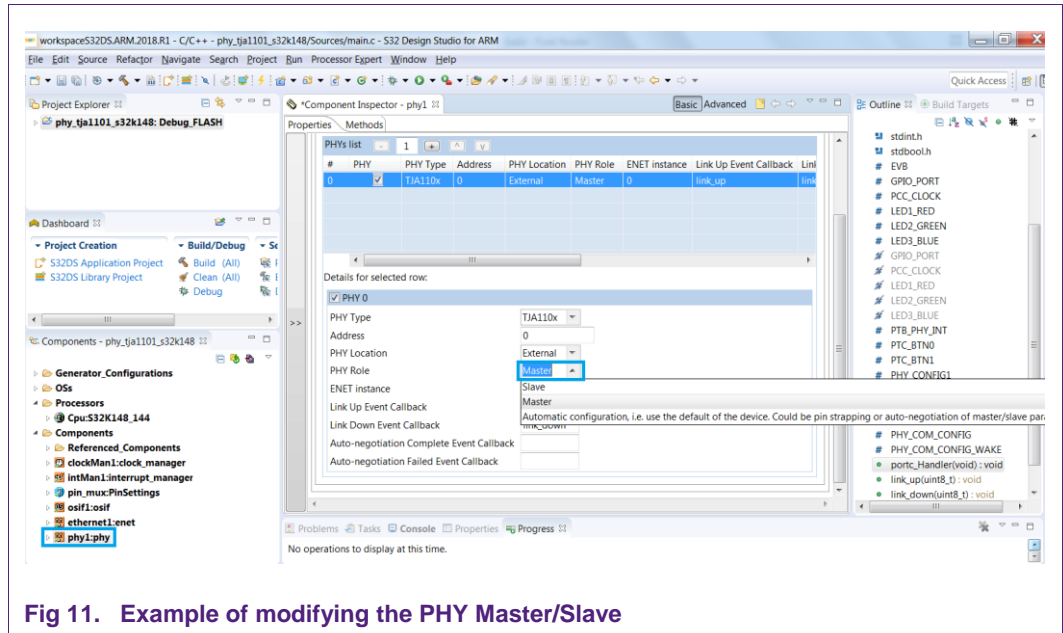 workspaceS32DS.ARM.2018.R1 - C/C++ - phy_tja1101_s32k148/Sources/main.c - S32 Design Studio for ARM
File Edit Source Refactor Navigate Search Project Run Processor Expert Window Help
Quick Access
Project Explorer
phy_tja1101_s32k148: Debug_FLASH
Dashboard
Project Creation
Build/Debug
S32DS Application Project
Build (All)
S32DS Library Project
Clean (All)
Debug
Components - phy_tja1101_s32k148
Generator_Configurations
OSs
Processors
Cpu:S32K148_144
Components
Referenced_Components
clockMan1:clock_manager
intMan1:interrupt_manager
pin_mux:PinSettings
osif1:osif
ethernet1:enet
phy1:phy
*Component Inspector - phy1
Basic Advanced
Properties Methods
PHYs list - 1 + ^ v
# PHY PHY Type Address PHY Location PHY Role ENET instance Link Up Event Callback Link
0 TJA110x 0 External Master 0 link_up link
Details for selected row:
PHY 0
PHY Type TJA110x
Address 0
PHY Location External
PHY Role Master
ENET instance Slave
Master
Link Up Event Callback
Automatic configuration, i.e. use the default of the device. Could be pin strapping or auto-negotiation of master/slave para
Link Down Event Callback link_down
Auto-negotiation Complete Event Callback
Auto-negotiation Failed Event Callback
>>
Problems Tasks Console Properties Progress
No operations to display at this time.
Outline Build Targets
stdint.h
stdbool.h
# EVB
# GPIO_PORT
# PCC_CLOCK
# LED1_RED
# LED2_GREEN
# LED3_BLUE
GPIO_PORT
PCC_CLOCK
LED1_RED
LED2_GREEN
LED3_BLUE
# PTB_PHY_INT
# PTC_BTN0
# PTC_BTN1
# PHY_CONFIG1
# PHY_COM_CONFIG
# PHY_COM_CONFIG_WAKE
portc_Handler(void) : void
link_up(uint8_t) : void
link_down(uint8_t) : void
Fig 11. Example of modifying the PHY Master/Slave